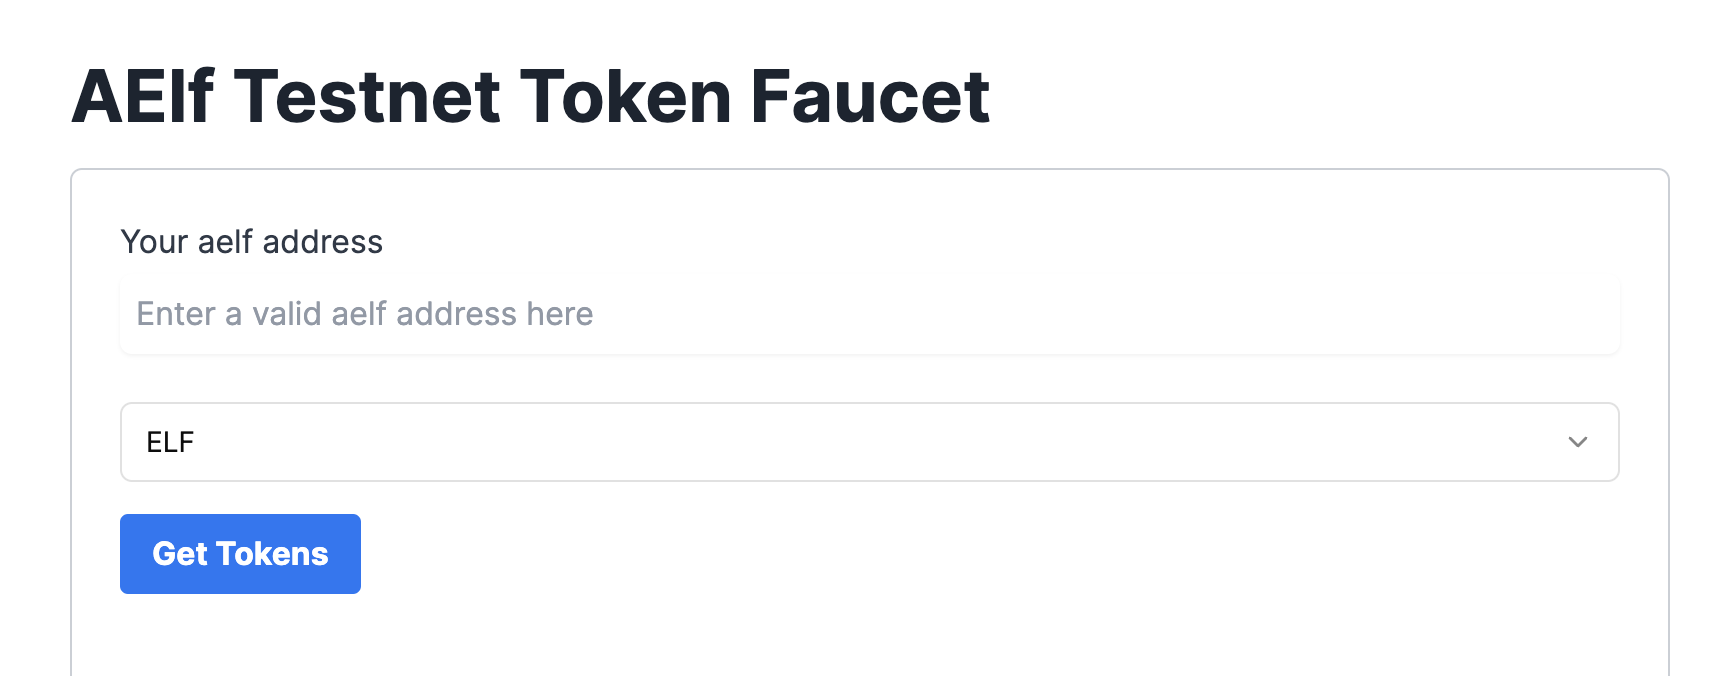 AElf Testnet Token Faucet
Your aelf address
Enter a valid aelf address here
ELF
Get Tokens